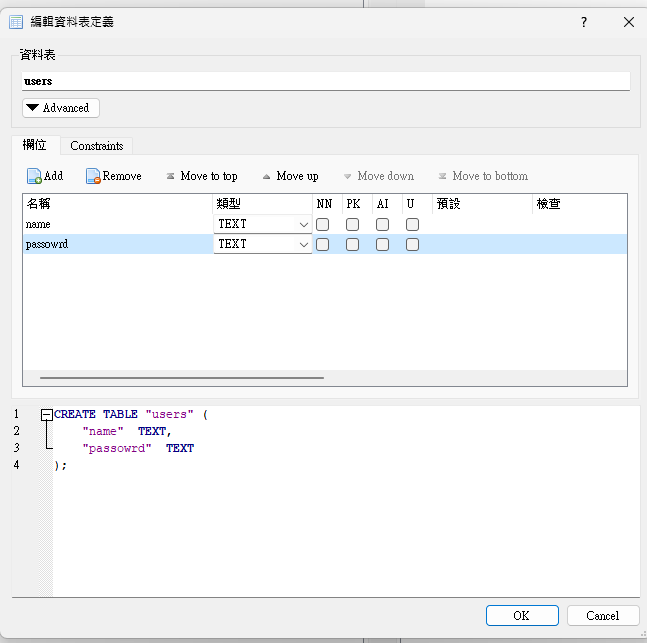 編輯資料表定義 ?
資料表
users
Advanced
欄位 Constraints
Add Remove Move to top Move up Move down Move to bottom
名稱 類型 NN PK AI U 預設 檢查
name TEXT
passowrd TEXT
1 CREATE TABLE "users" (
2 "name" TEXT,
3 "passowrd" TEXT
4 );
OK Cancel